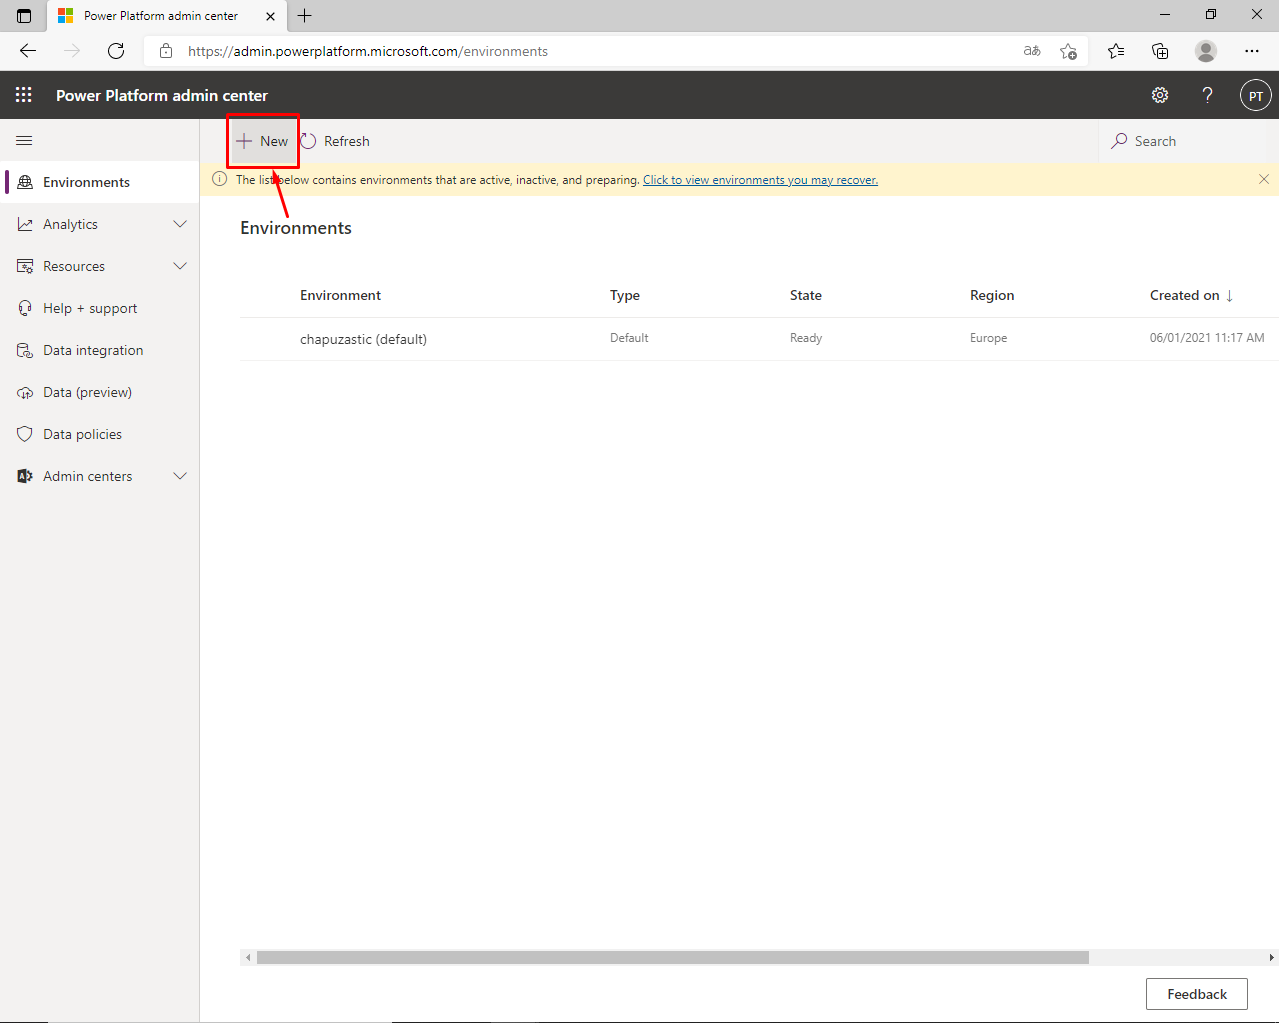 Power Platform admin center
https://admin.powerplatform.microsoft.com/environments
aあ
Power Platform admin center
?
PT
New
Refresh
Search
The list below contains environments that are active, inactive, and preparing. Click to view environments you may recover.
Environments
Analytics
Resources
Help + support
Data integration
Data (preview)
Data policies
Admin centers
Environments
Environment Type State Region Created on ↓
chapuzastic (default) Default Ready Europe 06/01/2021 11:17 AM
Feedback